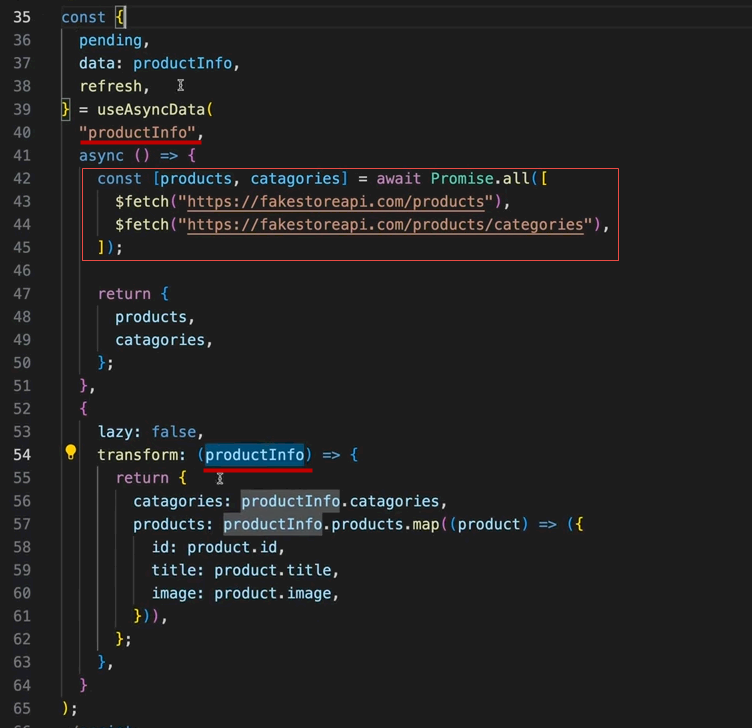 35 const {
36 pending,
37 data: productInfo,
38 refresh,
39 } = useAsyncData(
40 "productInfo",
41 async () => {
42 const [products, catagories] = await Promise.all([
43 $fetch("https://fakestoreapi.com/products"),
44 $fetch("https://fakestoreapi.com/products/categories"),
45 ]);
46
47 return {
48 products,
49 catagories,
50 };
51 },
52 {
53 lazy: false,
54 transform: (productInfo) => {
55 return {
56 catagories: productInfo.catagories,
57 products: productInfo.products.map((product) => ({
58 id: product.id,
59 title: product.title,
60 image: product.image,
61 })),
62 };
63 },
64 }
65 );